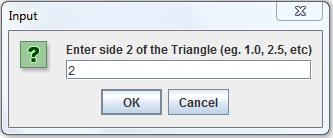 Input
Enter side 2 of the Triangle (eg. 1.0, 2.5, etc)
?
2
OK
Cancel